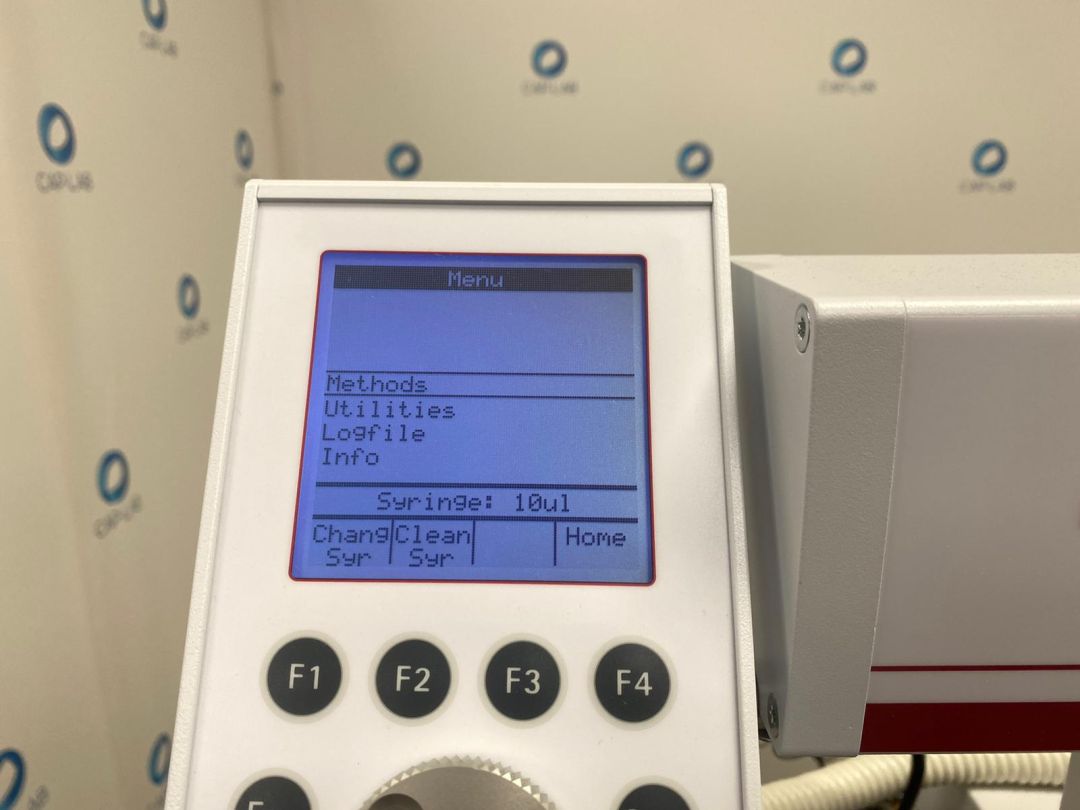 Menu
Methods
Utilities
Logfile
Info
Syringe: 10ul
Chang Clean Home
Syr Syr
F1 F2 F3 F4